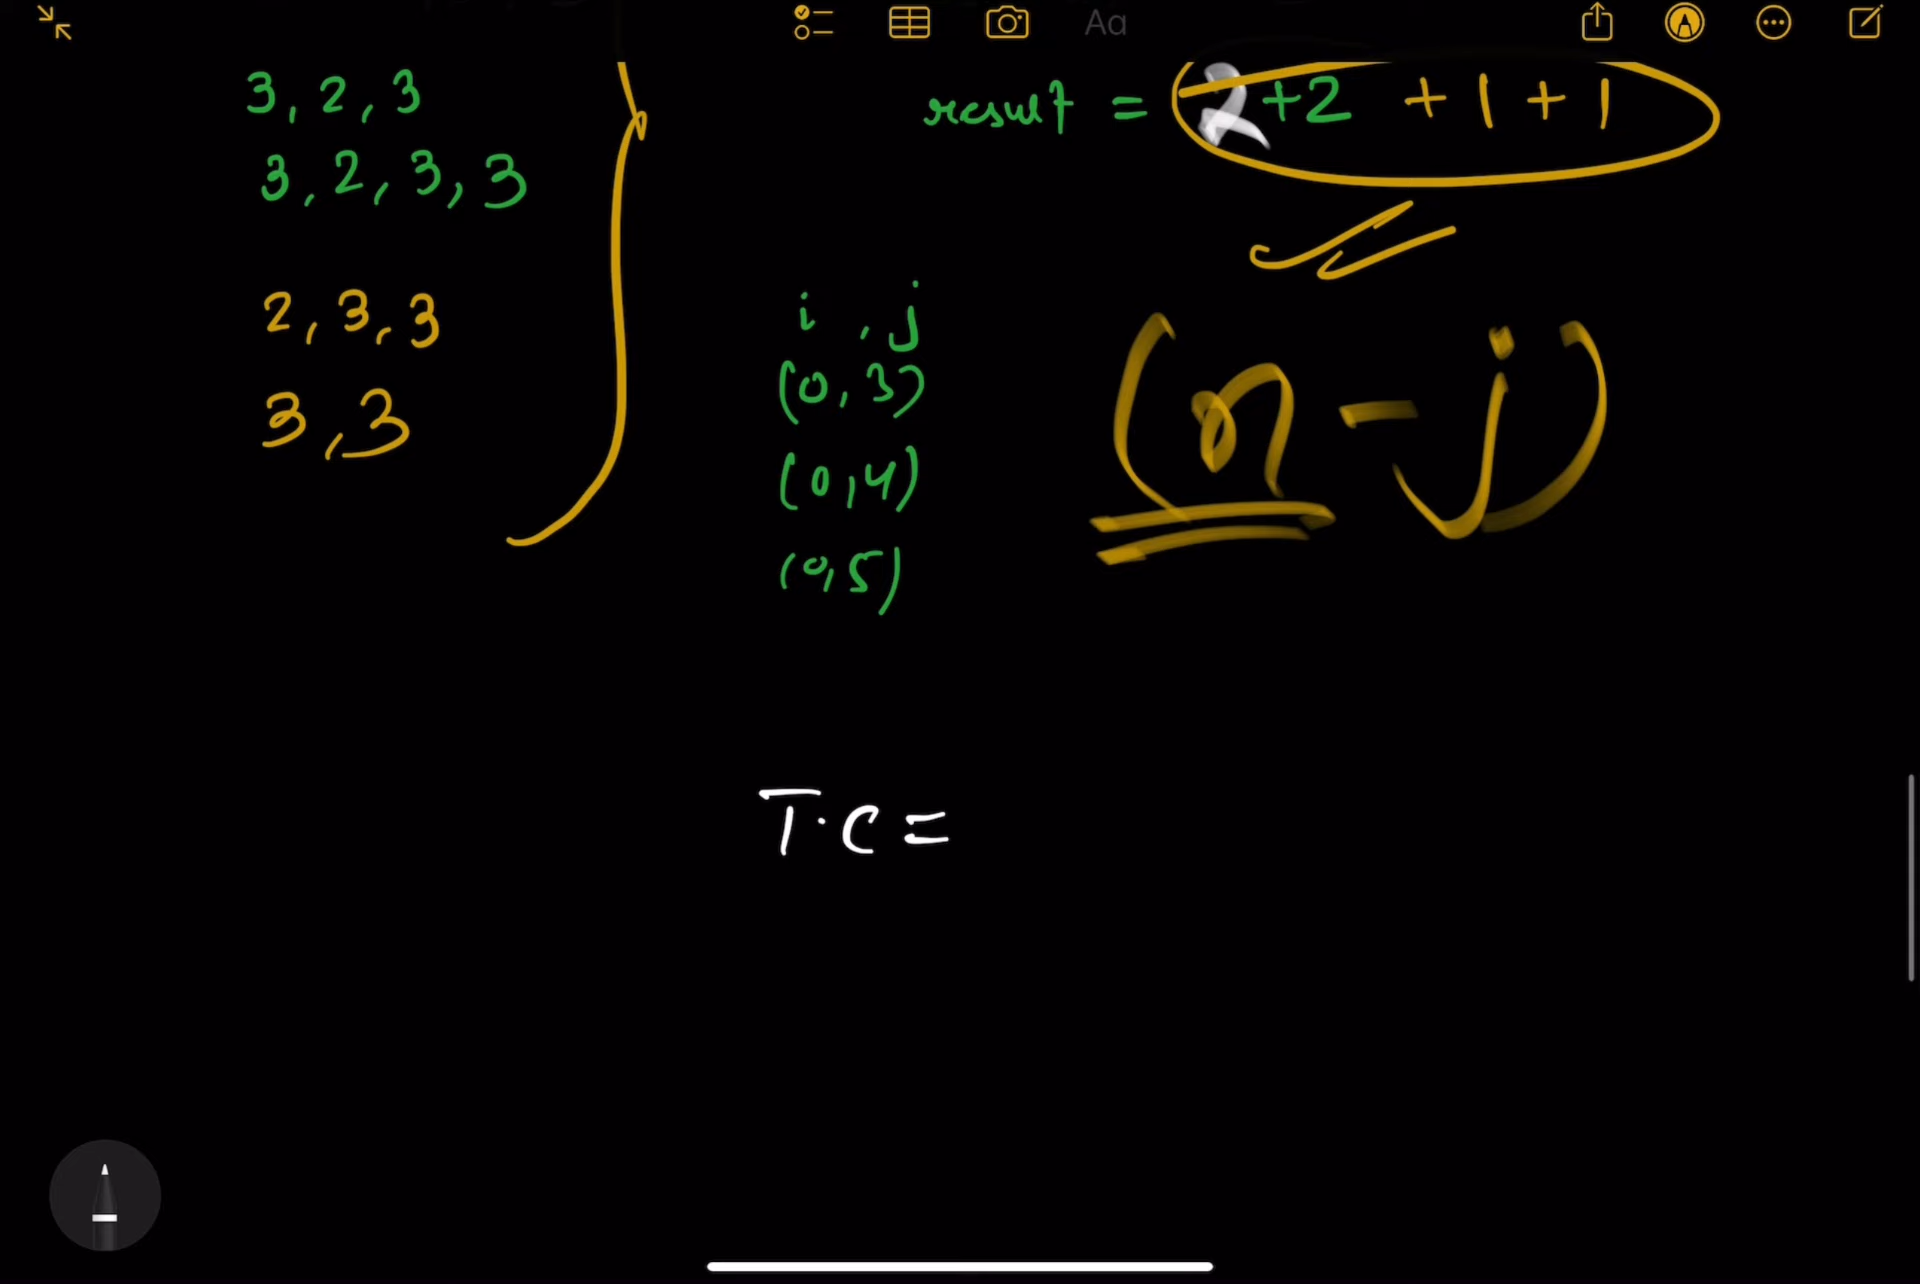 3, 2, 3
3, 2, 3, 3
2, 3, 3
3, 3
result = 2 + 2 + 1 + 1
i , j
(0, 3)
(0, 4)
(0, 5)
(n - j)
T.C =
Aa